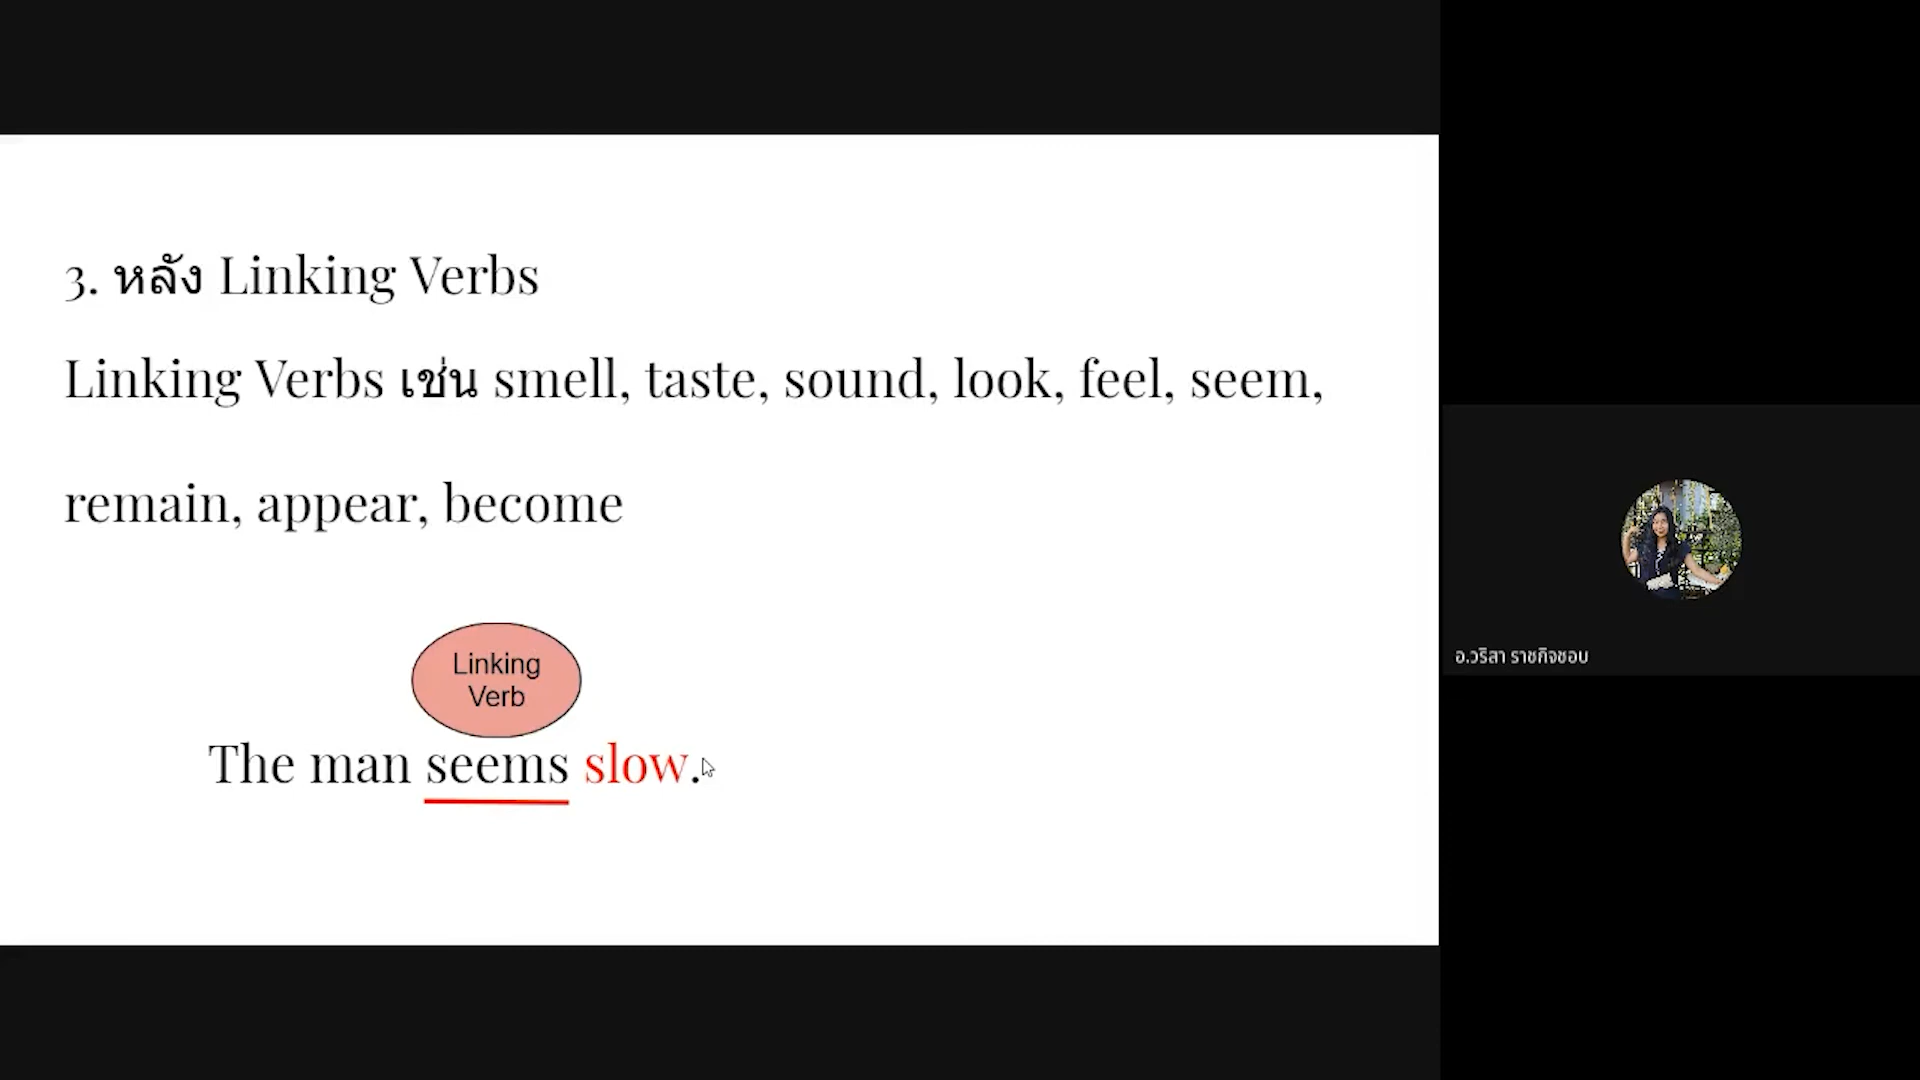 3. หลัง Linking Verbs
Linking Verbs เช่น smell, taste, sound, look, feel, seem,
remain, appear, become
Linking
Verb
The man seems slow.
อ.วริสา ราชกิจชอบ